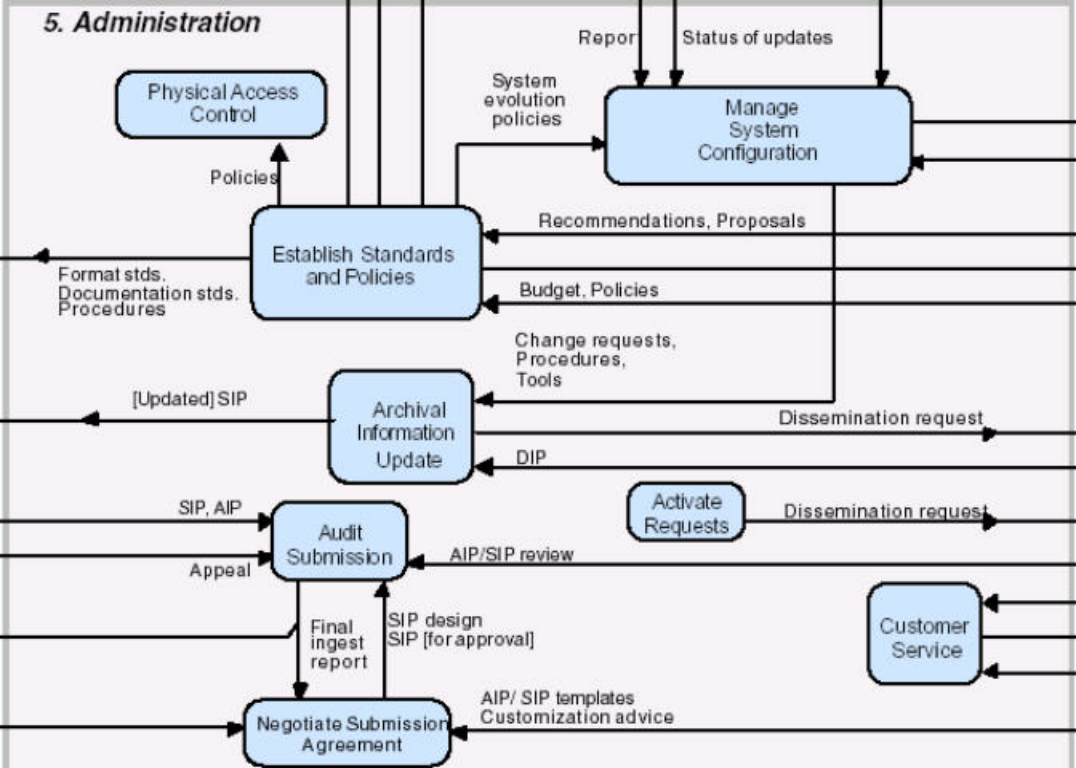 5. Administration
Repor
Status of updates
Physical Access
Control
System
evolution
policies
Manage
System
Configuration
Policies
Recommendations, Proposals
Establish Standards
and Policies
Format stds.
Documentation stds.
Procedures
Budget, Policies
Change requests,
Procedures,
Tools
[Updated] SIP
Archival
Information
Update
Dissemination request
DIP
SIP, AIP
Audit
Submission
Activate
Requests
Dissemination request
Appeal
AIP/SIP review
Final
ingest
report
SIP design
SIP [for approval]
Customer
Service
AIP/ SIP templates
Customization advice
Negotiate Submission
Agreement